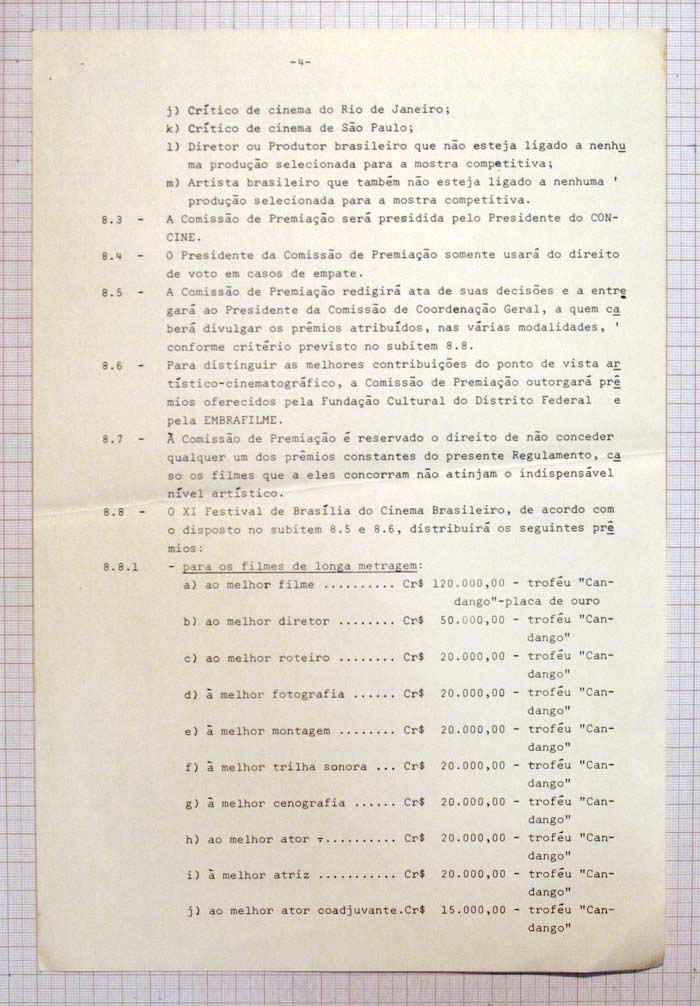 -4-
j) Crítico de cinema do Rio de Janeiro;
k) Crítico de cinema de São Paulo;
l) Diretor ou Produtor brasileiro que não esteja ligado a nenhu
ma produção selecionada para a mostra competitiva;
m) Artista brasileiro que também não esteja ligado a nenhuma '
produção selecionada para a mostra competitiva.
8.3 - A Comissão de Premiação será presidida pelo Presidente do CON-
CINE.
8.4 - O Presidente da Comissão de Premiação somente usará do direito
de voto em casos de empate.
8.5 - A Comissão de Premiação redigirá ata de suas decisões e a entre
gará ao Presidente da Comissão de Coordenação Geral, a quem ca
berá divulgar os prêmios atribuídos, nas várias modalidades, '
conforme critério previsto no subitem 8.8.
8.6 - Para distinguir as melhores contribuições do ponto de vista ar
tístico-cinematográfico, a Comissão de Premiação outorgará prê
mios oferecidos pela Fundação Cultural do Distrito Federal e
pela EMBRAFILME.
8.7 - À Comissão de Premiação é reservado o direito de não conceder
qualquer um dos prêmios constantes do presente Regulamento, ca
so os filmes que a eles concorram não atinjam o indispensável
nível artístico.
8.8 - O XI Festival de Brasília do Cinema Brasileiro, de acordo com
o disposto no subitem 8.5 e 8.6, distribuirá os seguintes prê
mios:
8.8.1 - para os filmes de longa metragem:
a) ao melhor filme .......... Cr$ 120.000,00 - troféu "Can-
dango"-placa de ouro
b) ao melhor diretor ........ Cr$ 50.000,00 - troféu "Can-
dango"
c) ao melhor roteiro ........ Cr$ 20.000,00 - troféu "Can-
dango"
d) à melhor fotografia ...... Cr$ 20.000,00 - troféu "Can-
dango"
e) à melhor montagem ........ Cr$ 20.000,00 - troféu "Can-
dango"
f) à melhor trilha sonora ... Cr$ 20.000,00 - troféu "Can-
dango"
g) à melhor cenografia ...... Cr$ 20.000,00 - troféu "Can-
dango"
h) ao melhor ator ........... Cr$ 20.000,00 - troféu "Can-
dango"
i) à melhor atriz ........... Cr$ 20.000,00 - troféu "Can-
dango"
j) ao melhor ator coadjuvante.Cr$ 15.000,00 - troféu "Can-
dango"